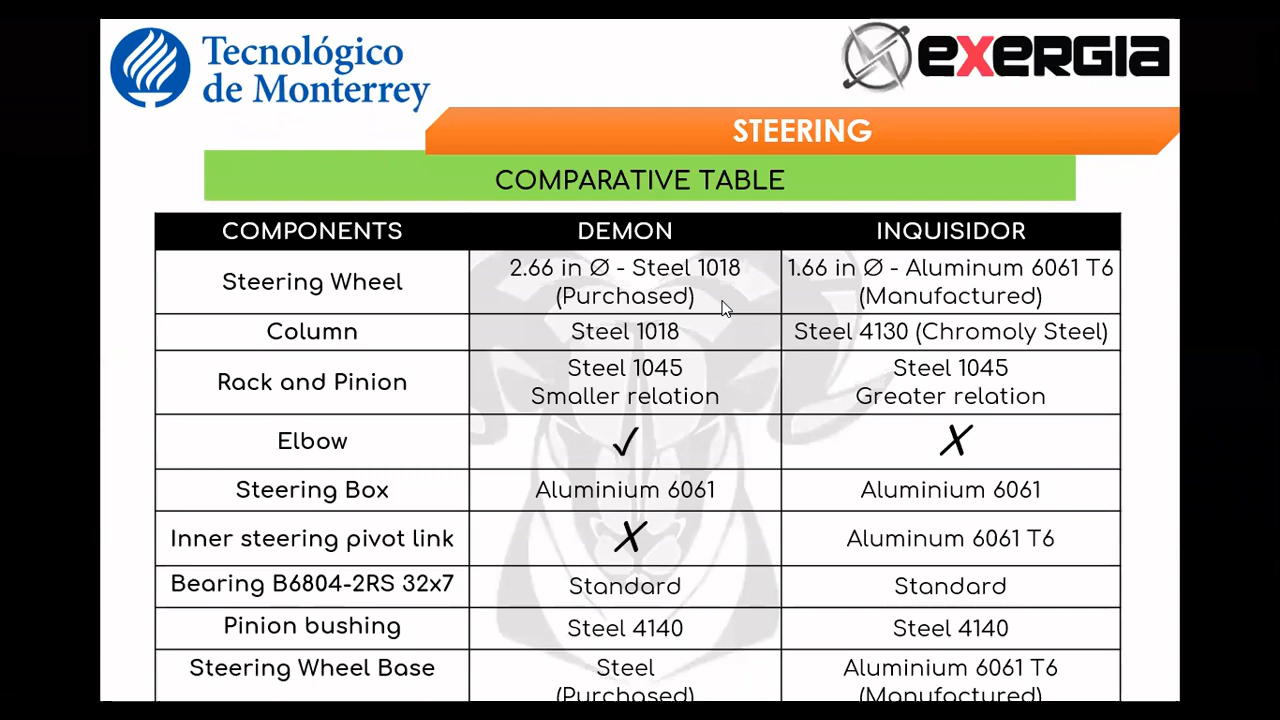 Tecnológico
de Monterrey
eXERGIA
STEERING
COMPARATIVE TABLE
COMPONENTS DEMON INQUISIDOR
Steering Wheel 2.66 in Ø - Steel 1018 (Purchased) 1.66 in Ø - Aluminum 6061 T6 (Manufactured)
Column Steel 1018 Steel 4130 (Chromoly Steel)
Rack and Pinion Steel 1045 Smaller relation Steel 1045 Greater relation
Elbow ✓ X
Steering Box Aluminium 6061 Aluminium 6061
Inner steering pivot link X Aluminum 6061 T6
Bearing B6804-2RS 32x7 Standard Standard
Pinion bushing Steel 4140 Steel 4140
Steering Wheel Base Steel (Purchased) Aluminium 6061 T6 (Manufactured)